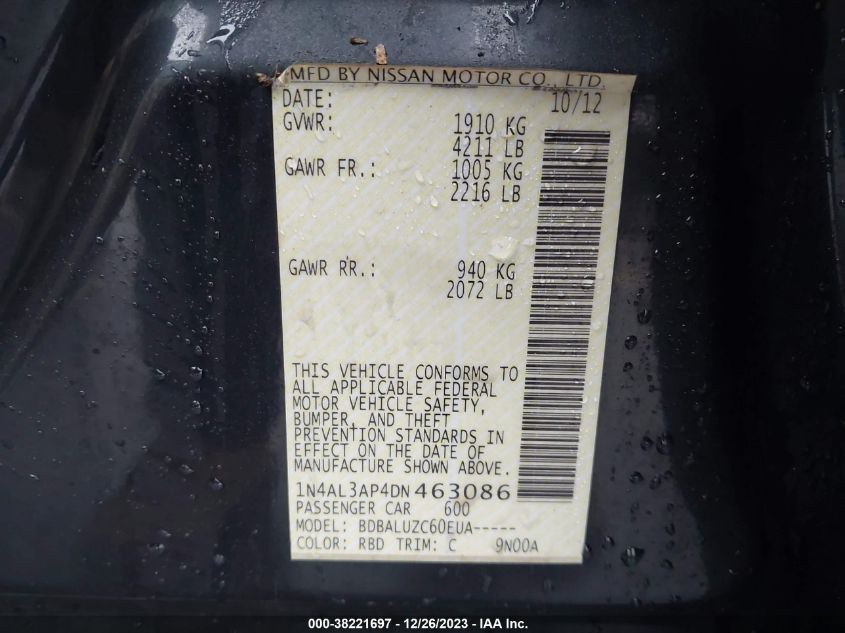 MFD BY NISSAN MOTOR CO., LTD.
DATE: 10/12
GVWR: 1910 KG
4211 LB
GAWR FR.: 1005 KG
2216 LB
GAWR RR.: 940 KG
2072 LB
THIS VEHICLE CONFORMS TO
ALL APPLICABLE FEDERAL
MOTOR VEHICLE SAFETY,
BUMPER, AND THEFT
PREVENTION STANDARDS IN
EFFECT ON THE DATE OF
MANUFACTURE SHOWN ABOVE.
1N4AL3AP4DN463086
PASSENGER CAR 600
MODEL: BDBALUZC60EUA-----
COLOR: RBD TRIM: C 9N00A
000-38221697 - 12/26/2023 - IAA Inc.